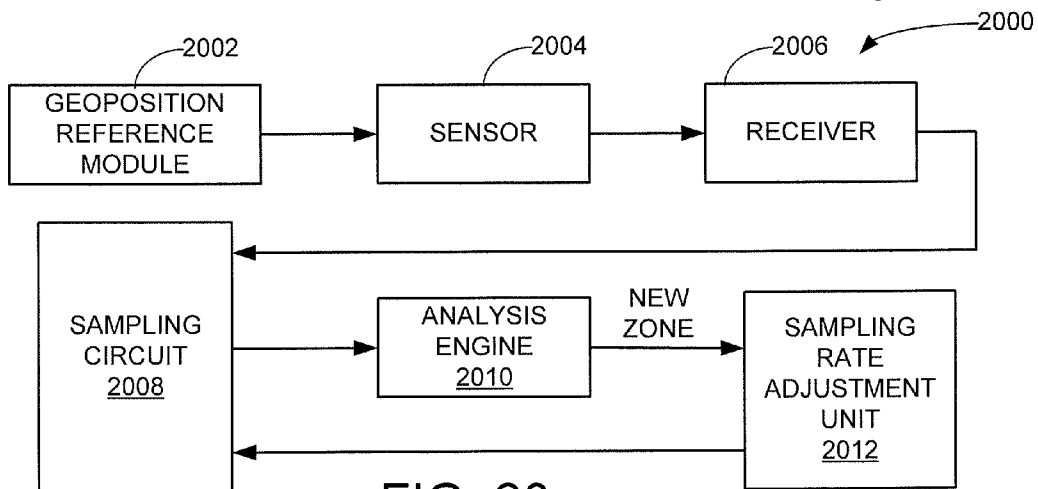 2000
2002
2004
2006
GEOPOSITION
REFERENCE
MODULE
SENSOR
RECEIVER
SAMPLING
CIRCUIT
2008
ANALYSIS
ENGINE
2010
NEW
ZONE
SAMPLING
RATE
ADJUSTMENT
UNIT
2012